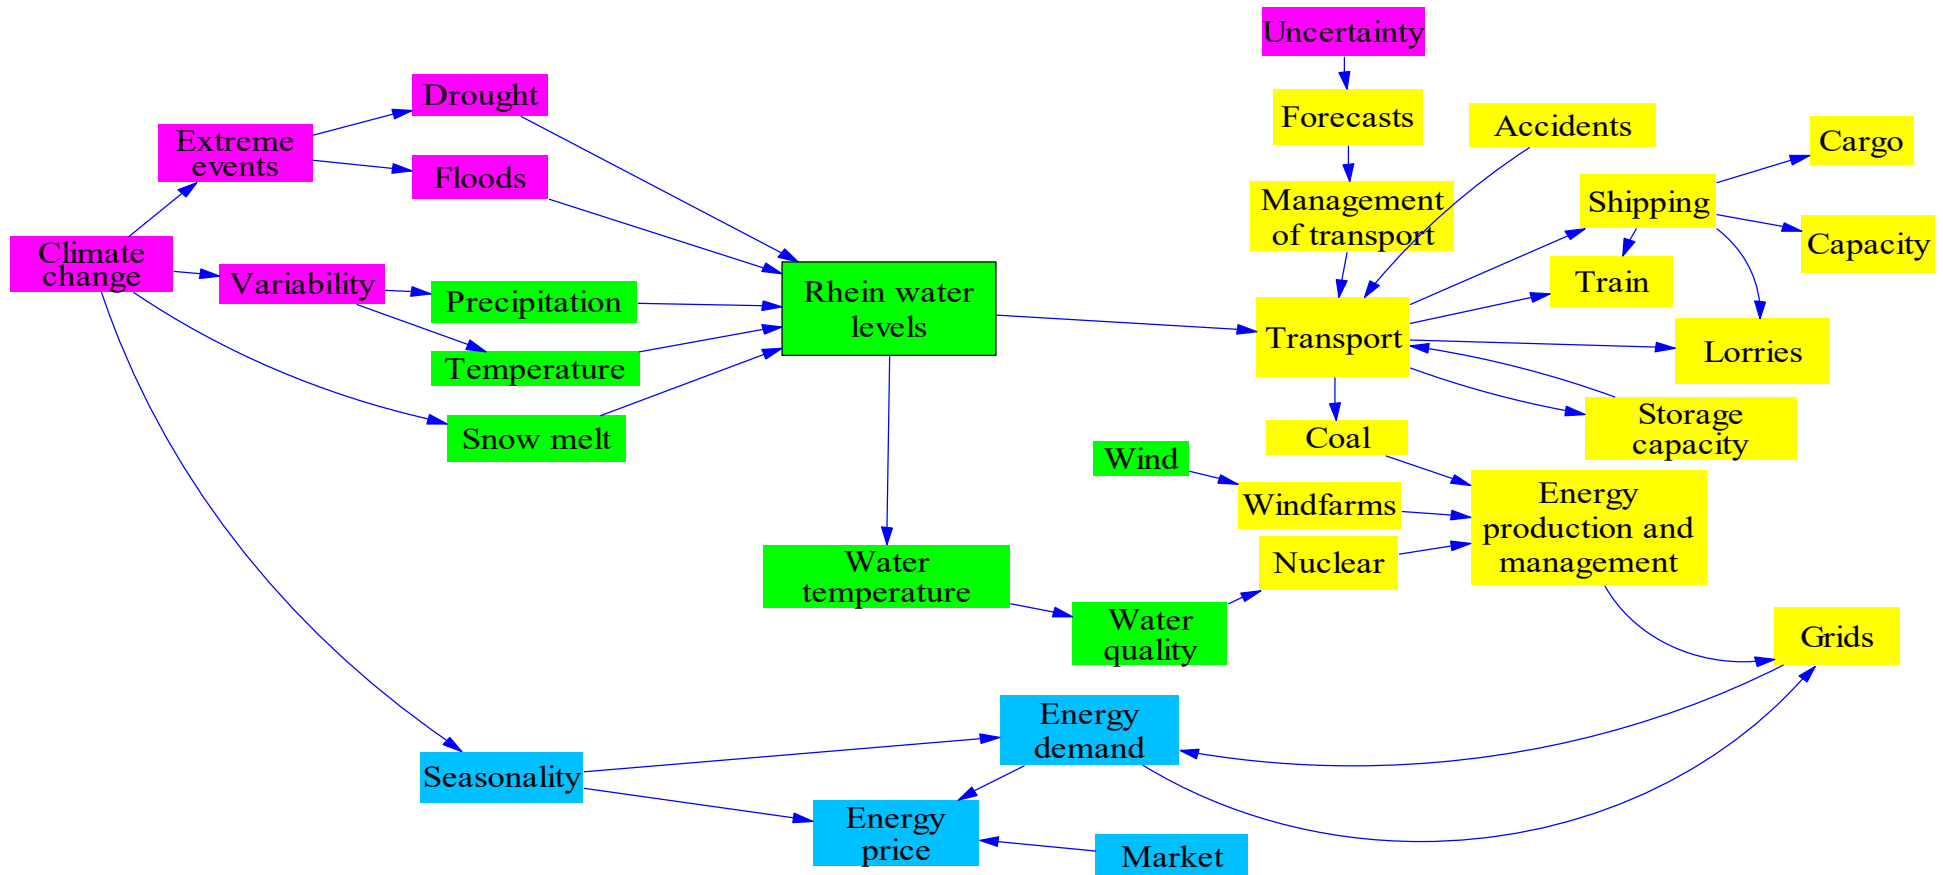 Uncertainty
Drought
Forecasts
Accidents
Cargo
Extreme
events
Floods
Management
of transport
Shipping
Capacity
Climate
change
Variability
Precipitation
Rhein water
levels
Train
Transport
Lorries
Temperature
Snow melt
Coal
Storage
capacity
Wind
Windfarms
Energy
production and
management
Nuclear
Water
temperature
Water
quality
Grids
Energy
demand
Seasonality
Energy
price
Market